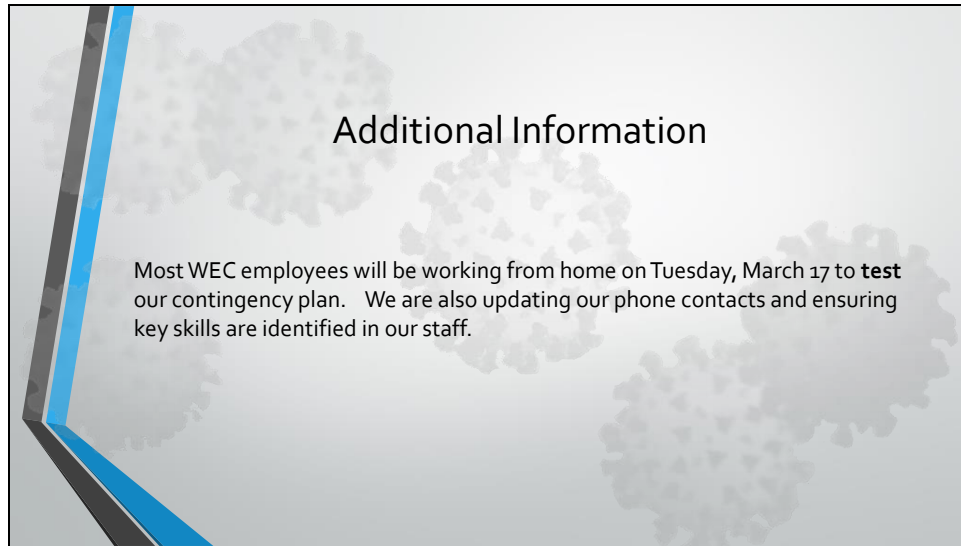 Additional Information
Most WEC employees will be working from home on Tuesday, March 17 to test
our contingency plan.    We are also updating our phone contacts and ensuring
key skills are identified in our staff.